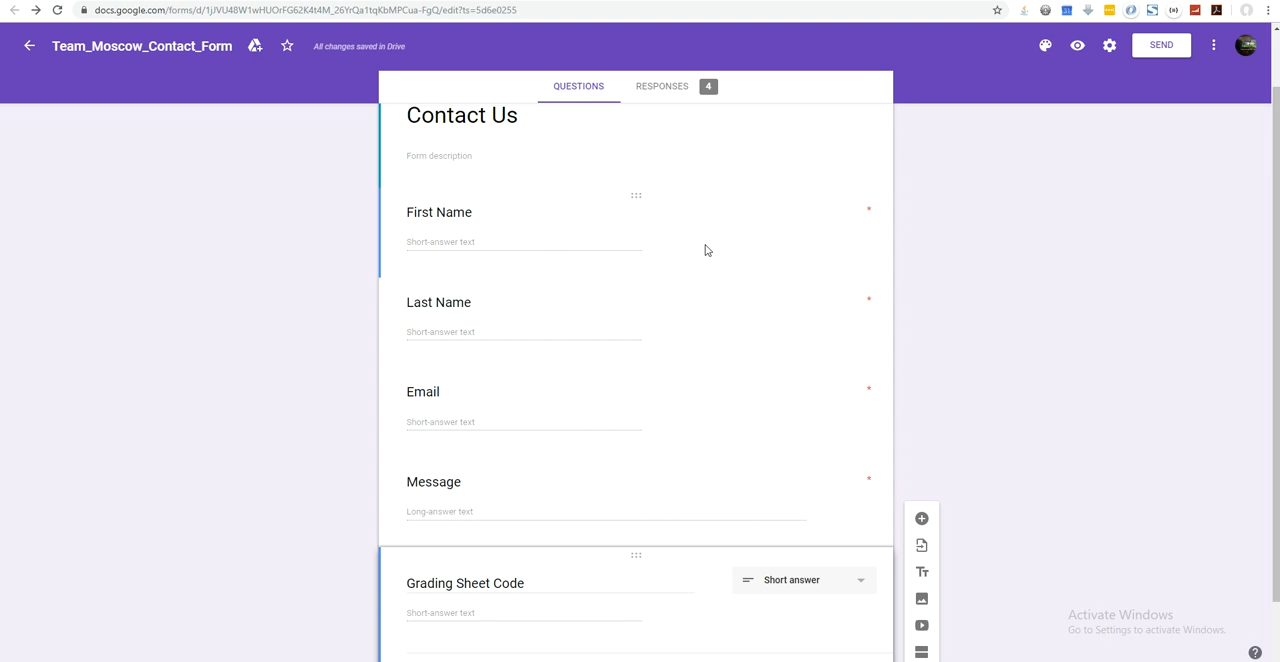 docs.google.com/forms/d/1jJVU48W1wHUOrFG62K4t4M_26YrQa1tqKbMPCua-FgQ/edit?ts=5d6e0255
Team_Moscow_Contact_Form
All changes saved in Drive
SEND
QUESTIONS
RESPONSES
4
Contact Us
Form description
First Name
*
Short-answer text
Last Name
*
Short-answer text
Email
*
Short-answer text
Message
*
Long-answer text
Grading Sheet Code
Short answer
Short-answer text
Tт
Activate Windows
Go to Settings to activate Windows.